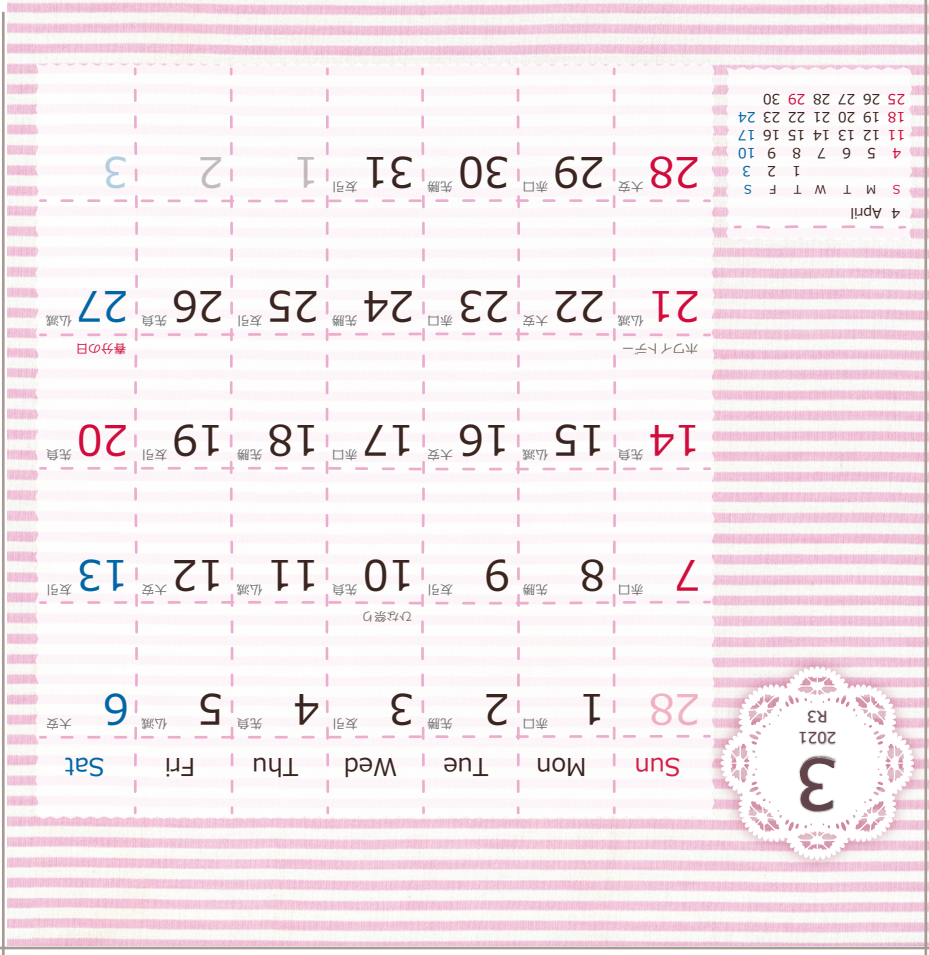 3
2021
R3
Sun Mon Tue Wed Thu Fri Sat
28 1 赤口 2 先勝 3 友引 4 先負 5 仏滅 6 大安
ひな祭り
7 赤口 8 先勝 9 友引 10 先負 11 仏滅 12 大安 13 友引
14 先負 15 仏滅 16 大安 17 赤口 18 先勝 19 友引 20 先負
ホワイトデー 春分の日
21 仏滅 22 大安 23 赤口 24 先勝 25 友引 26 先負 27 仏滅
28 大安 29 赤口 30 先勝 31 友引 1 2 3
4 April
S M T W T F S
1 2 3
4 5 6 7 8 9 10
11 12 13 14 15 16 17
18 19 20 21 22 23 24
25 26 27 28 29 30